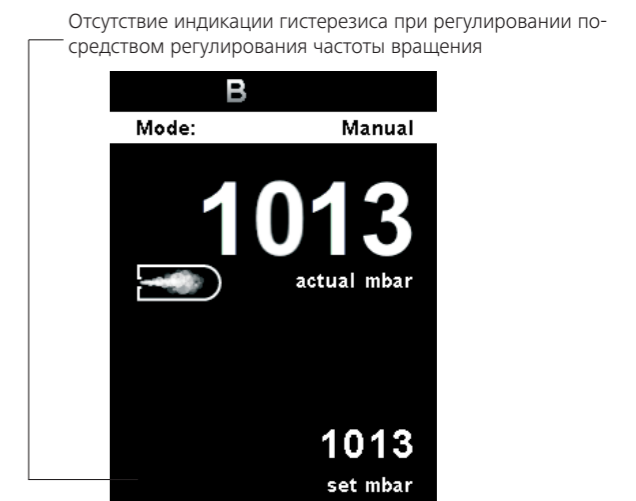 Отсутствие индикации гистерезиса при регулировании по-
средством регулирования частоты вращения
B
Mode: Manual
1013
actual mbar
1013
set mbar